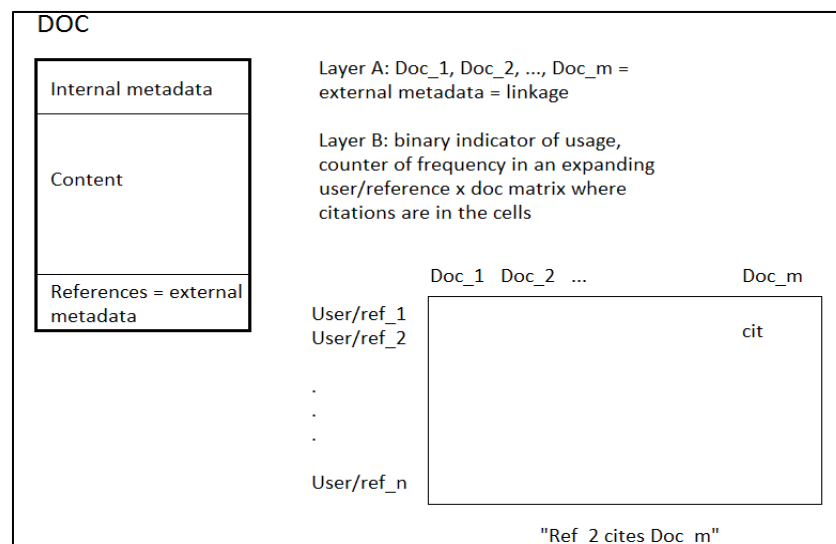 DOC
Internal metadata
Content
References = external
metadata
Layer A: Doc_1, Doc_2, ..., Doc_m =
external metadata = linkage
Layer B: binary indicator of usage,
counter of frequency in an expanding
user/reference x doc matrix where
citations are in the cells
Doc_1 Doc_2 ... Doc_m
User/ref_1
User/ref_2 cit
.
.
.
User/ref_n
"Ref_2 cites Doc_m"